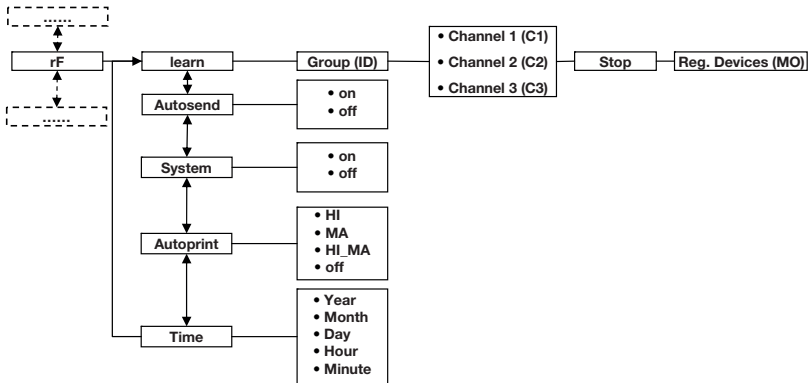 ......
rF
learn
Group (ID)
• Channel 1 (C1)
• Channel 2 (C2)
• Channel 3 (C3)
Stop
Reg. Devices (MO)
......
Autosend
• on
• off
System
• on
• off
Autoprint
• HI
• MA
• HI_MA
• off
Time
• Year
• Month
• Day
• Hour
• Minute